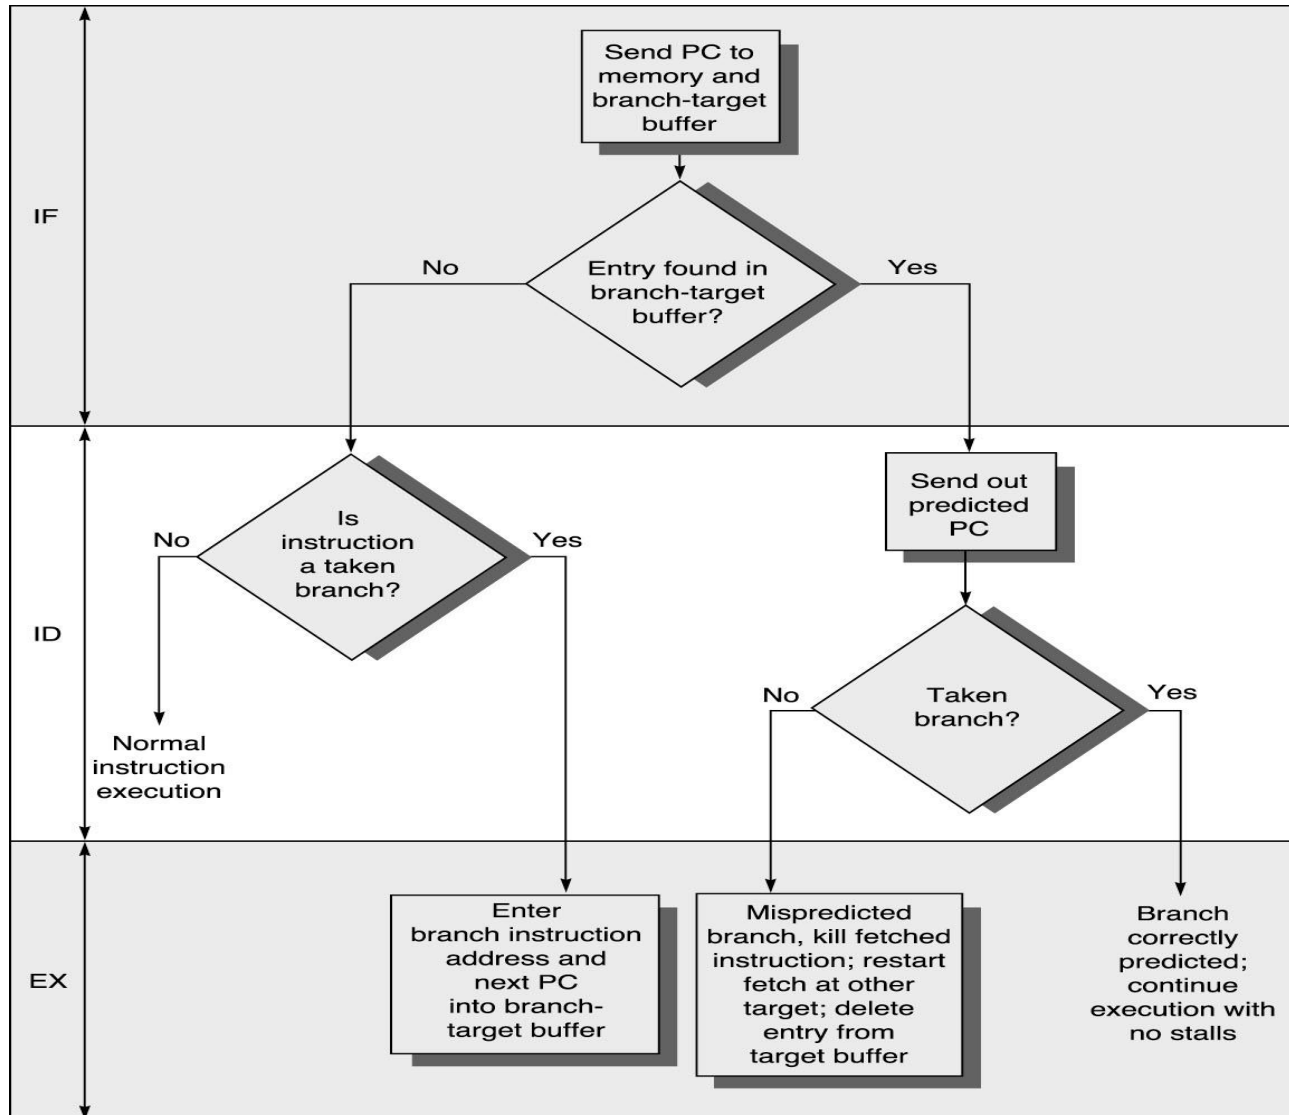 Send PC to
memory and
branch-target
buffer
IF
No
Entry found in
branch-target
buffer?
Yes
No
Is
instruction
a taken
branch?
Yes
Send out
predicted
PC
ID
No
Taken
branch?
Yes
Normal
instruction
execution
EX
Enter
branch instruction
address and
next PC
into branch-
target buffer
Mispredicted
branch, kill fetched
instruction; restart
fetch at other
target; delete
entry from
target buffer
Branch
correctly
predicted;
continue
execution with
no stalls